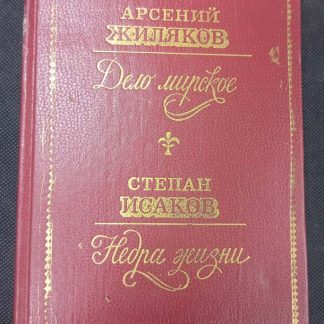 АРСЕНИЙ
ЖИЛЯКОВ
Дело мирское
СТЕПАН
ИСАКОВ
Недра жизни